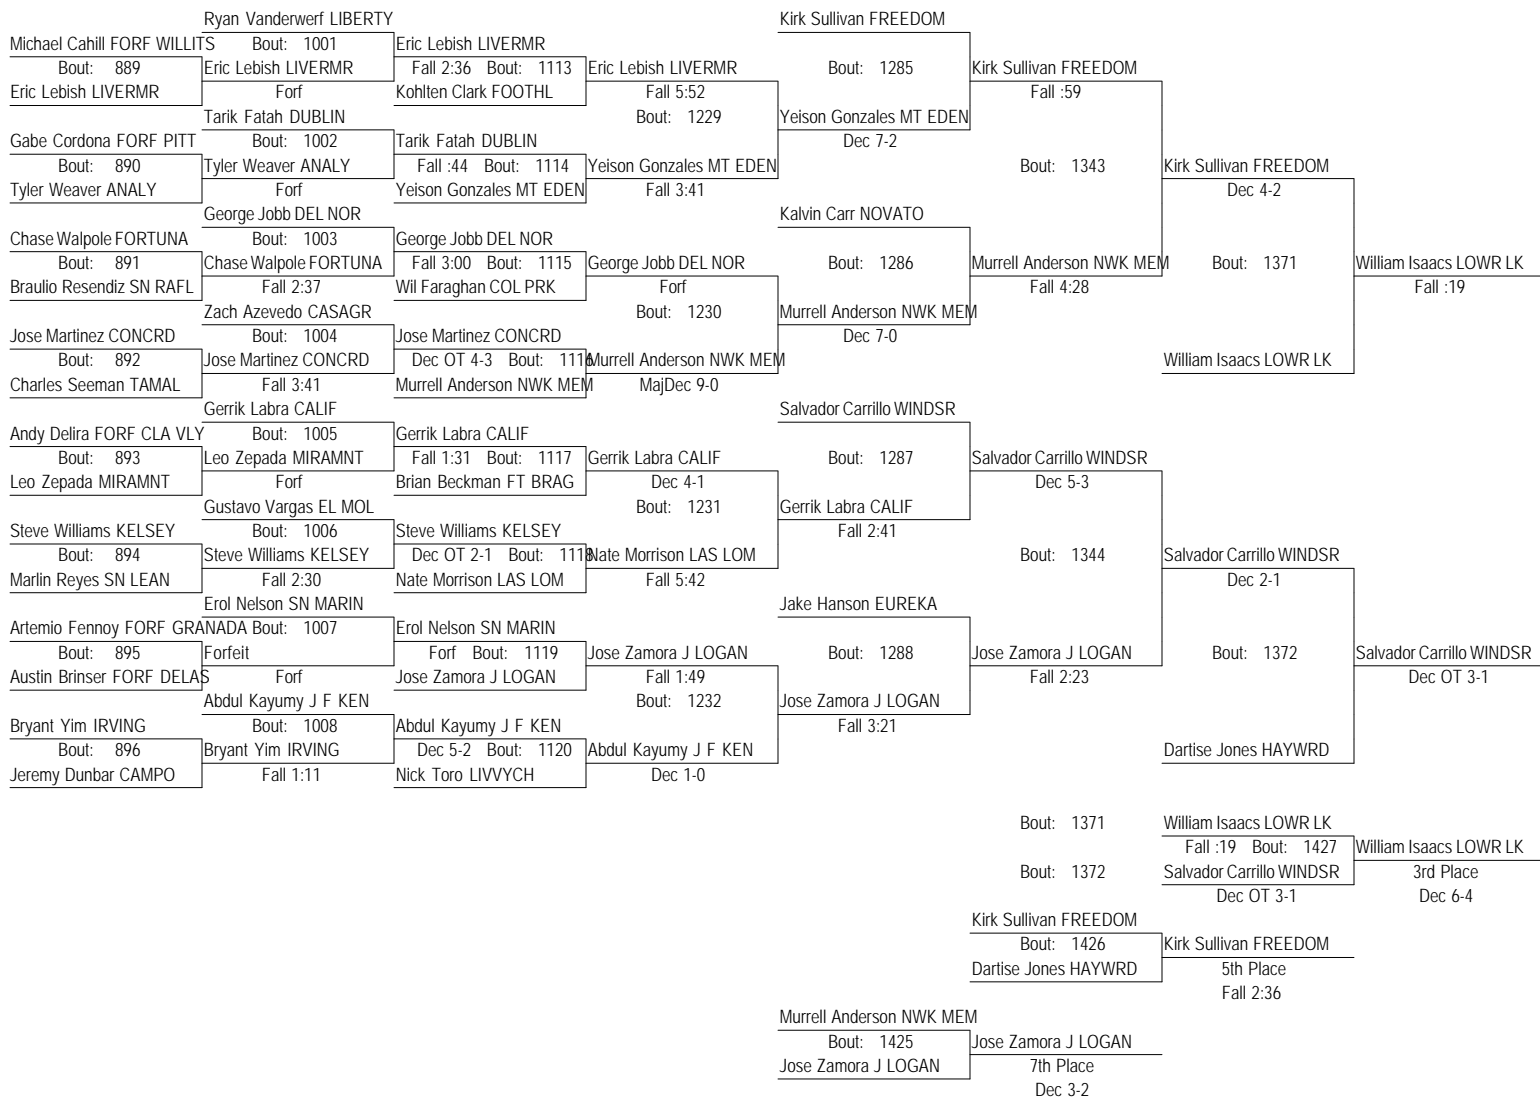 Ryan Vanderwerf LIBERTY Kirk Sullivan FREEDOM
Michael Cahill FORF WILLITS Bout: 1001 Eric Lebish LIVERMR
Bout: 889 Eric Lebish LIVERMR Fall 2:36 Bout: 1113 Eric Lebish LIVERMR Bout: 1285 Kirk Sullivan FREEDOM
Eric Lebish LIVERMR Forf Kohlten Clark FOOTHL Fall 5:52 Fall :59
Tarik Fatah DUBLIN Bout: 1229 Yeison Gonzales MT EDEN
Gabe Cordona FORF PITT Bout: 1002 Tarik Fatah DUBLIN Dec 7-2
Bout: 890 Tyler Weaver ANALY Fall :44 Bout: 1114 Yeison Gonzales MT EDEN Bout: 1343 Kirk Sullivan FREEDOM
Tyler Weaver ANALY Forf Yeison Gonzales MT EDEN Fall 3:41 Dec 4-2
George Jobb DEL NOR Kalvin Carr NOVATO
Chase Walpole FORTUNA Bout: 1003 George Jobb DEL NOR
Bout: 891 Chase Walpole FORTUNA Fall 3:00 Bout: 1115 George Jobb DEL NOR Bout: 1286 Murrell Anderson NWK MEM Bout: 1371 William Isaacs LOWR LK
Braulio Resendiz SN RAFL Fall 2:37 Wil Faraghan COL PRK Forf Fall 4:28 Fall :19
Zach Azevedo CASAGR Bout: 1230 Murrell Anderson NWK MEM
Jose Martinez CONCRD Bout: 1004 Jose Martinez CONCRD Dec 7-0
Bout: 892 Jose Martinez CONCRD Dec OT 4-3 Bout: 1116 Murrell Anderson NWK MEM William Isaacs LOWR LK
Charles Seeman TAMAL Fall 3:41 Murrell Anderson NWK MEM MajDec 9-0
Gerrik Labra CALIF Salvador Carrillo WINDSR
Andy Delira FORF CLA VLY Bout: 1005 Gerrik Labra CALIF
Bout: 893 Leo Zepada MIRAMNT Fall 1:31 Bout: 1117 Gerrik Labra CALIF Bout: 1287 Salvador Carrillo WINDSR
Leo Zepada MIRAMNT Forf Brian Beckman FT BRAG Dec 4-1 Dec 5-3
Gustavo Vargas EL MOL Bout: 1231 Gerrik Labra CALIF
Steve Williams KELSEY Bout: 1006 Steve Williams KELSEY Fall 2:41
Bout: 894 Steve Williams KELSEY Dec OT 2-1 Bout: 1118 Nate Morrison LAS LOM Bout: 1344 Salvador Carrillo WINDSR
Marlin Reyes SN LEAN Fall 2:30 Nate Morrison LAS LOM Fall 5:42 Dec 2-1
Erol Nelson SN MARIN Jake Hanson EUREKA
Artemio Fennoy FORF GRANADA Bout: 1007 Erol Nelson SN MARIN
Bout: 895 Forfeit Forf Bout: 1119 Jose Zamora J LOGAN Bout: 1288 Jose Zamora J LOGAN Bout: 1372 Salvador Carrillo WINDSR
Austin Brinser FORF DELAS Forf Jose Zamora J LOGAN Fall 1:49 Fall 2:23 Dec OT 3-1
Abdul Kayumy J F KEN Bout: 1232 Jose Zamora J LOGAN
Bryant Yim IRVING Bout: 1008 Abdul Kayumy J F KEN Fall 3:21
Bout: 896 Bryant Yim IRVING Dec 5-2 Bout: 1120 Abdul Kayumy J F KEN Dartise Jones HAYWRD
Jeremy Dunbar CAMPO Fall 1:11 Nick Toro LIVVYCH Dec 1-0
Bout: 1371 William Isaacs LOWR LK
Fall :19 Bout: 1427 William Isaacs LOWR LK
Bout: 1372 Salvador Carrillo WINDSR 3rd Place
Dec OT 3-1 Dec 6-4
Kirk Sullivan FREEDOM
Bout: 1426 Kirk Sullivan FREEDOM
Dartise Jones HAYWRD 5th Place
Fall 2:36
Murrell Anderson NWK MEM
Bout: 1425 Jose Zamora J LOGAN
Jose Zamora J LOGAN 7th Place
Dec 3-2